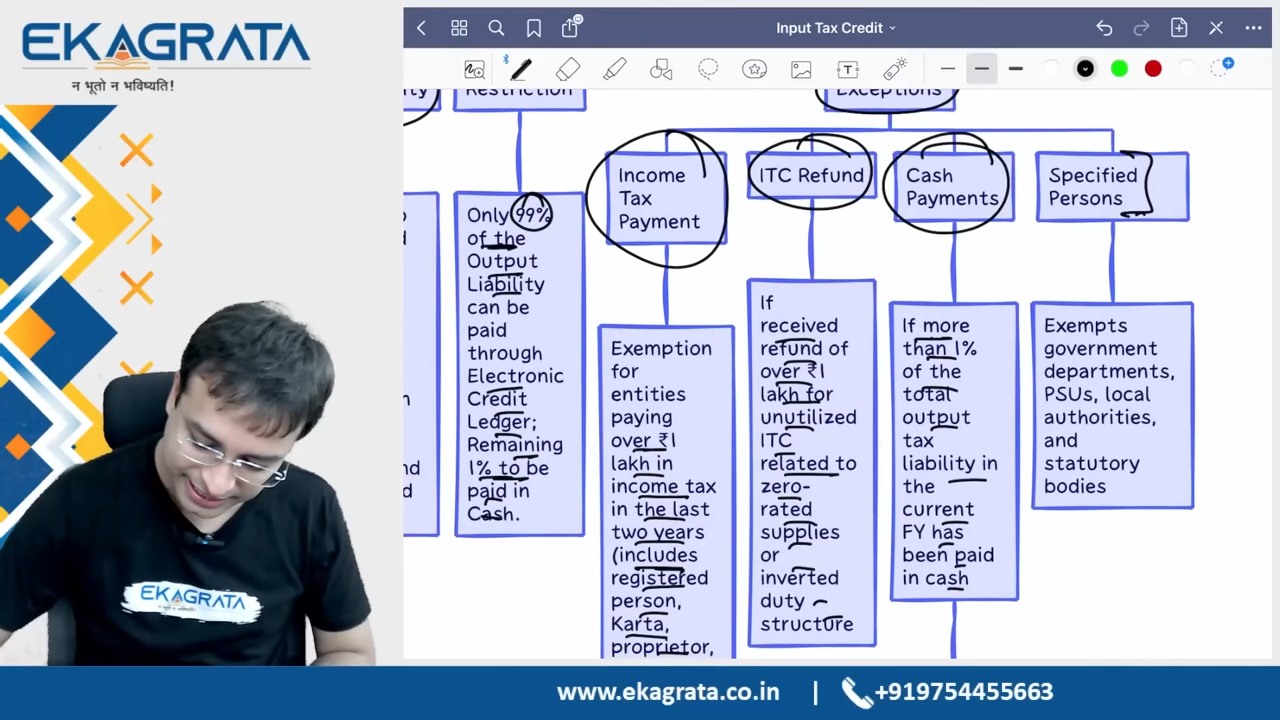 EKAGRATA
न भूतो न भविष्यति!
Input Tax Credit
Restriction
Exceptions
Only 99%
of the
Output
Liability
can be
paid
through
Electronic
Credit
Ledger;
Remaining
1% to be
paid in
Cash.
Income
Tax
Payment
Exemption
for
entities
paying
over ₹1
lakh in
income tax
in the last
two years
(includes
registered
person,
Karta,
proprietor,
ITC Refund
If
received
refund of
over ₹1
lakh for
unutilized
ITC
related to
zero-
rated
supplies
or
inverted
duty
structure
Cash
Payments
If more
than 1%
of the
total
output
tax
liability in
the
current
FY has
been paid
in cash
Specified
Persons
Exempts
government
departments,
PSUs, local
authorities,
and
statutory
bodies
EKAGRATA
www.ekagrata.co.in | +919754455663